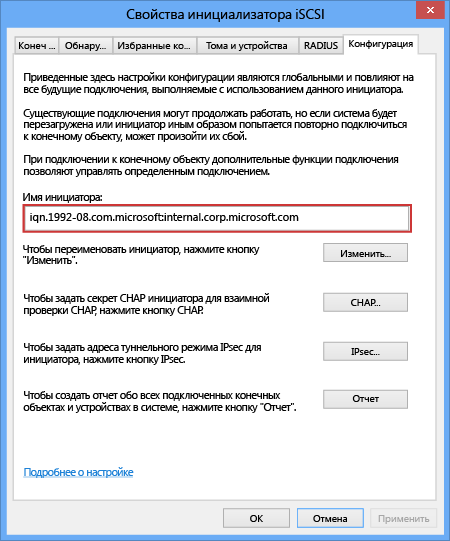 Свойства инициализатора iSCSI
Конеч ... Обнару... Избранные ко... Тома и устройства RADIUS Конфигурация
Приведенные здесь настройки конфигурации являются глобальными и повлияют на
все будущие подключения, выполняемые с использованием данного инициатора.
Существующие подключения могут продолжать работать, но если система будет
перезагружена или инициатор иным образом попытается повторно подключиться
к конечному объекту, может произойти их сбой.
При подключении к конечному объекту дополнительные функции подключения
позволяют управлять определенным подключением.
Имя инициатора:
iqn.1992-08.com.microsoft:internal.corp.microsoft.com
Чтобы переименовать инициатор, нажмите кнопку
"Изменить".
Изменить...
Чтобы задать секрет CHAP инициатора для взаимной
проверки CHAP, нажмите кнопку CHAP.
CHAP...
Чтобы задать адреса туннельного режима IPsec для
инициатора, нажмите кнопку IPsec.
IPsec...
Чтобы создать отчет обо всех подключенных конечных
объектах и устройствах в системе, нажмите кнопку "Отчет".
Отчет
Подробнее о настройке
ОК Отмена Применить